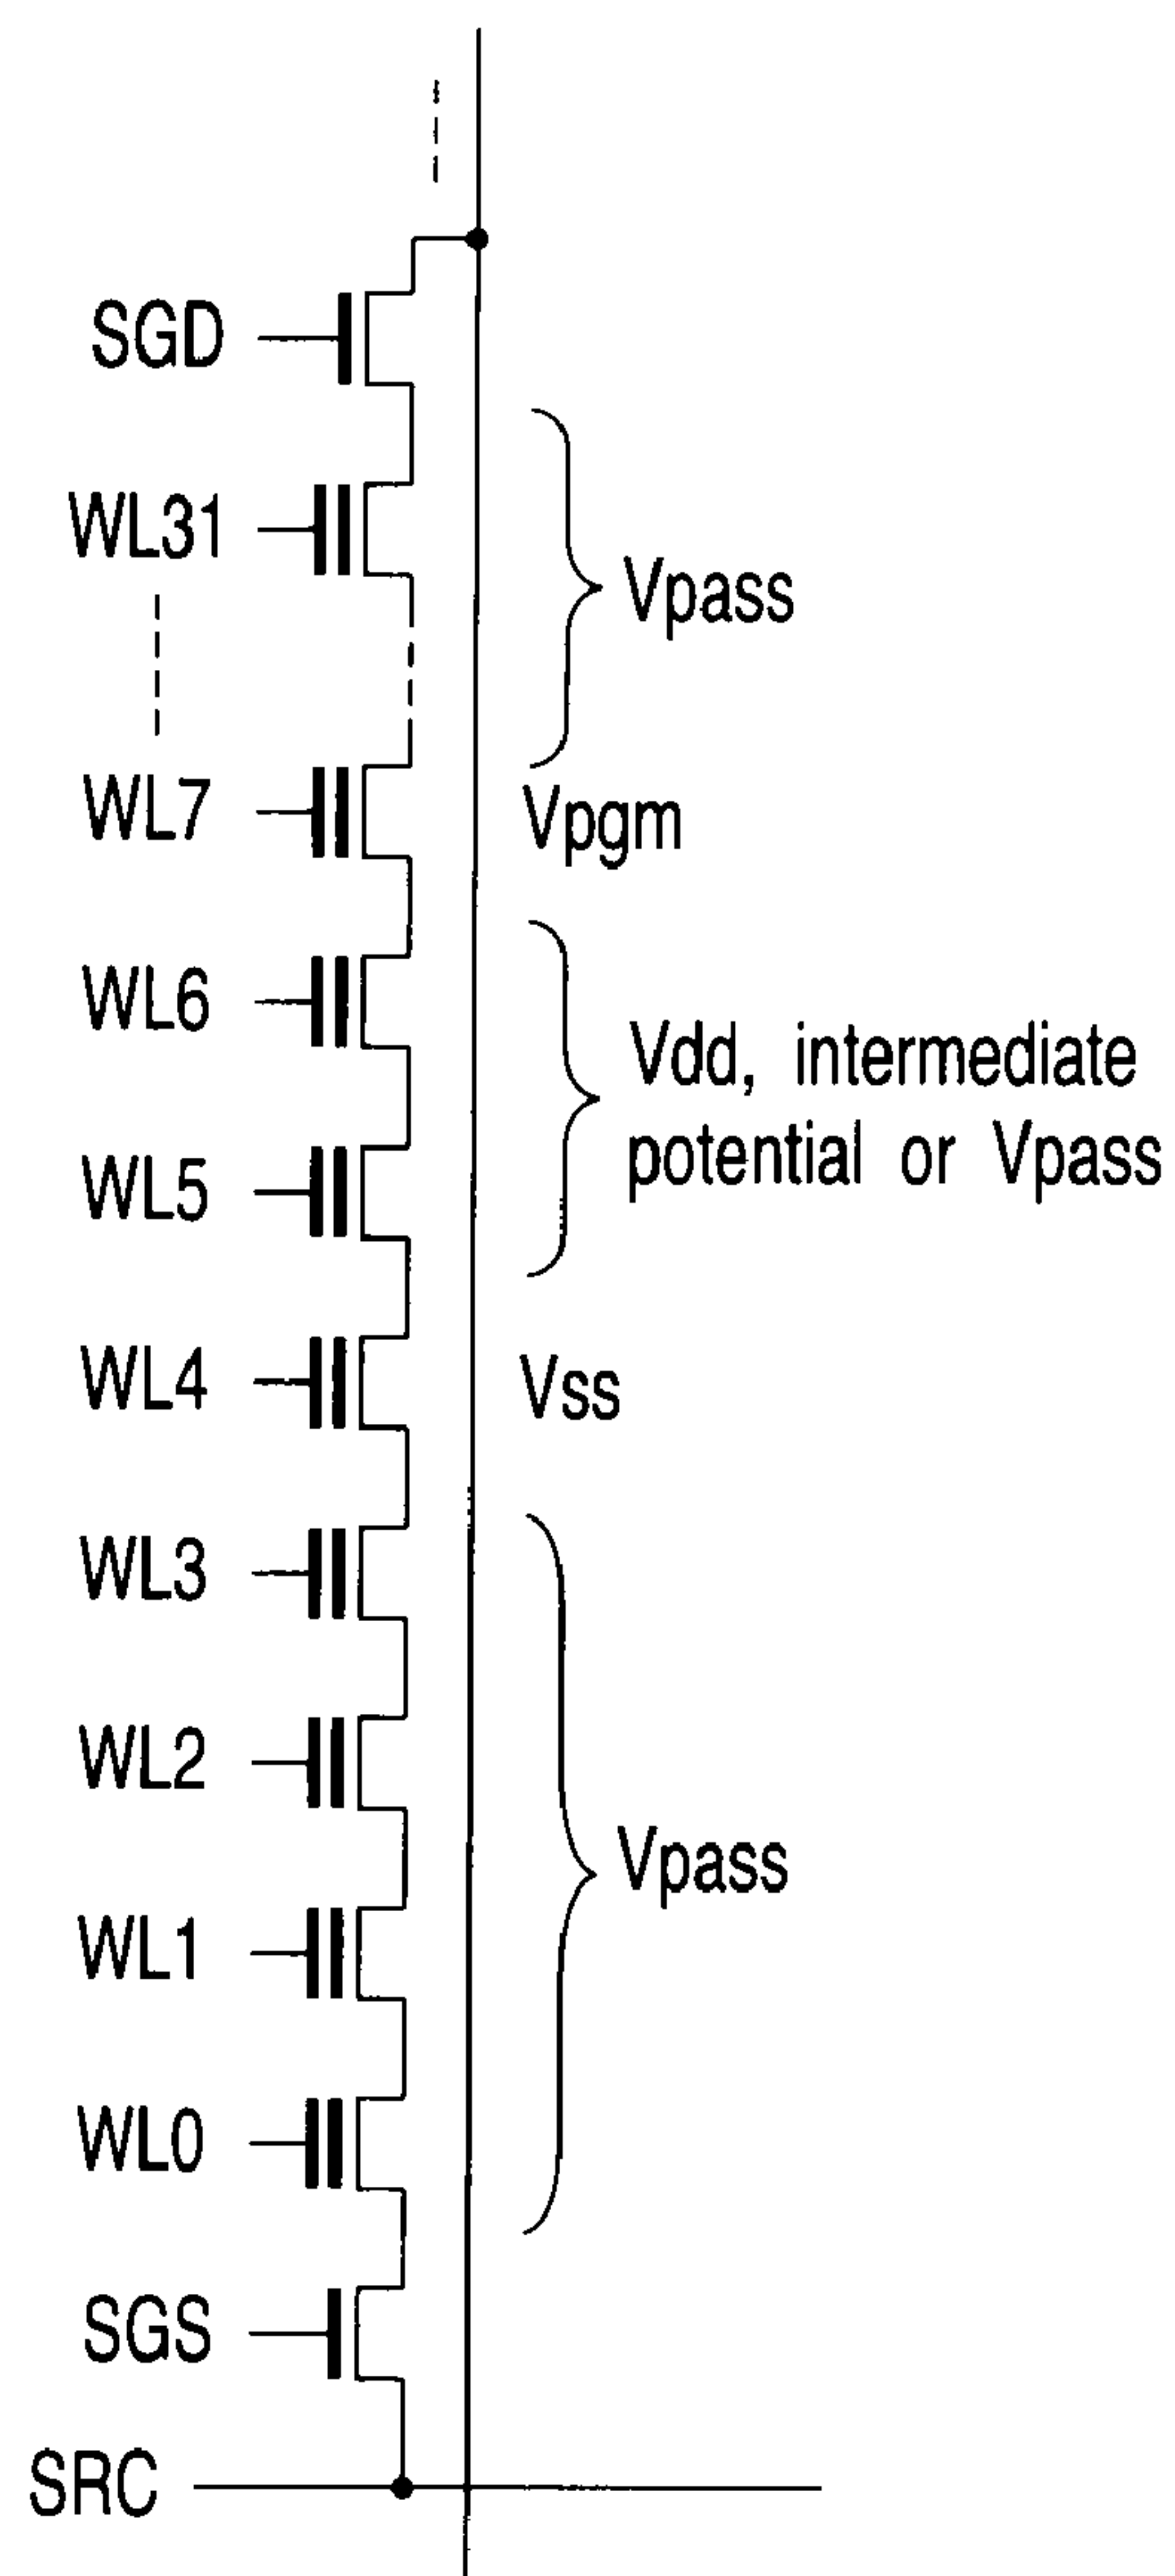 SGD
WL31
Vpass
WL7
Vpgm
WL6
Vdd, intermediate
potential or Vpass
WL5
WL4
Vss
WL3
WL2
Vpass
WL1
WL0
SGS
SRC